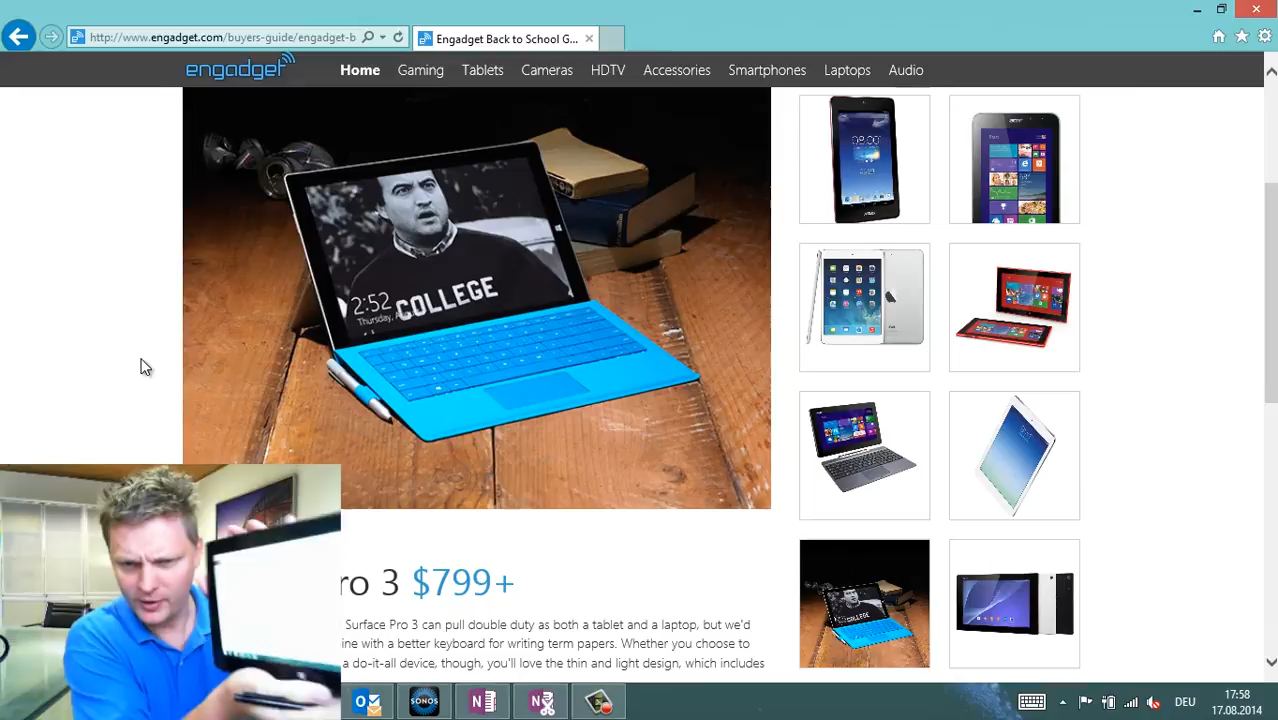 http://www.engadget.com/buyers-guide/engadget-b
Engadget Back to School G...
engadget
Home Gaming Tablets Cameras HDTV Accessories Smartphones Laptops Audio
2:52
COLLEGE
ro 3 $799+
Surface Pro 3 can pull double duty as both a tablet and a laptop, but we'd
ine with a better keyboard for writing term papers. Whether you choose to
a do-it-all device, though, you'll love the thin and light design, which includes
DEU
17:58
17.08.2014